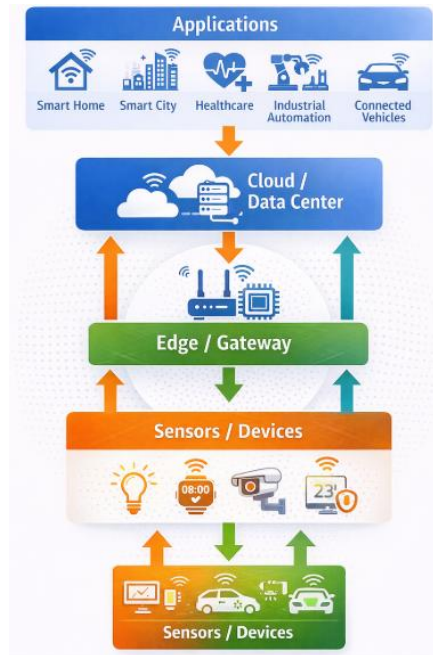 Applications
Smart Home
Smart City
Healthcare
Industrial
Automation
Connected
Vehicles
Cloud /
Data Center
Edge / Gateway
Sensors / Devices
08:00
23'
Sensors / Devices